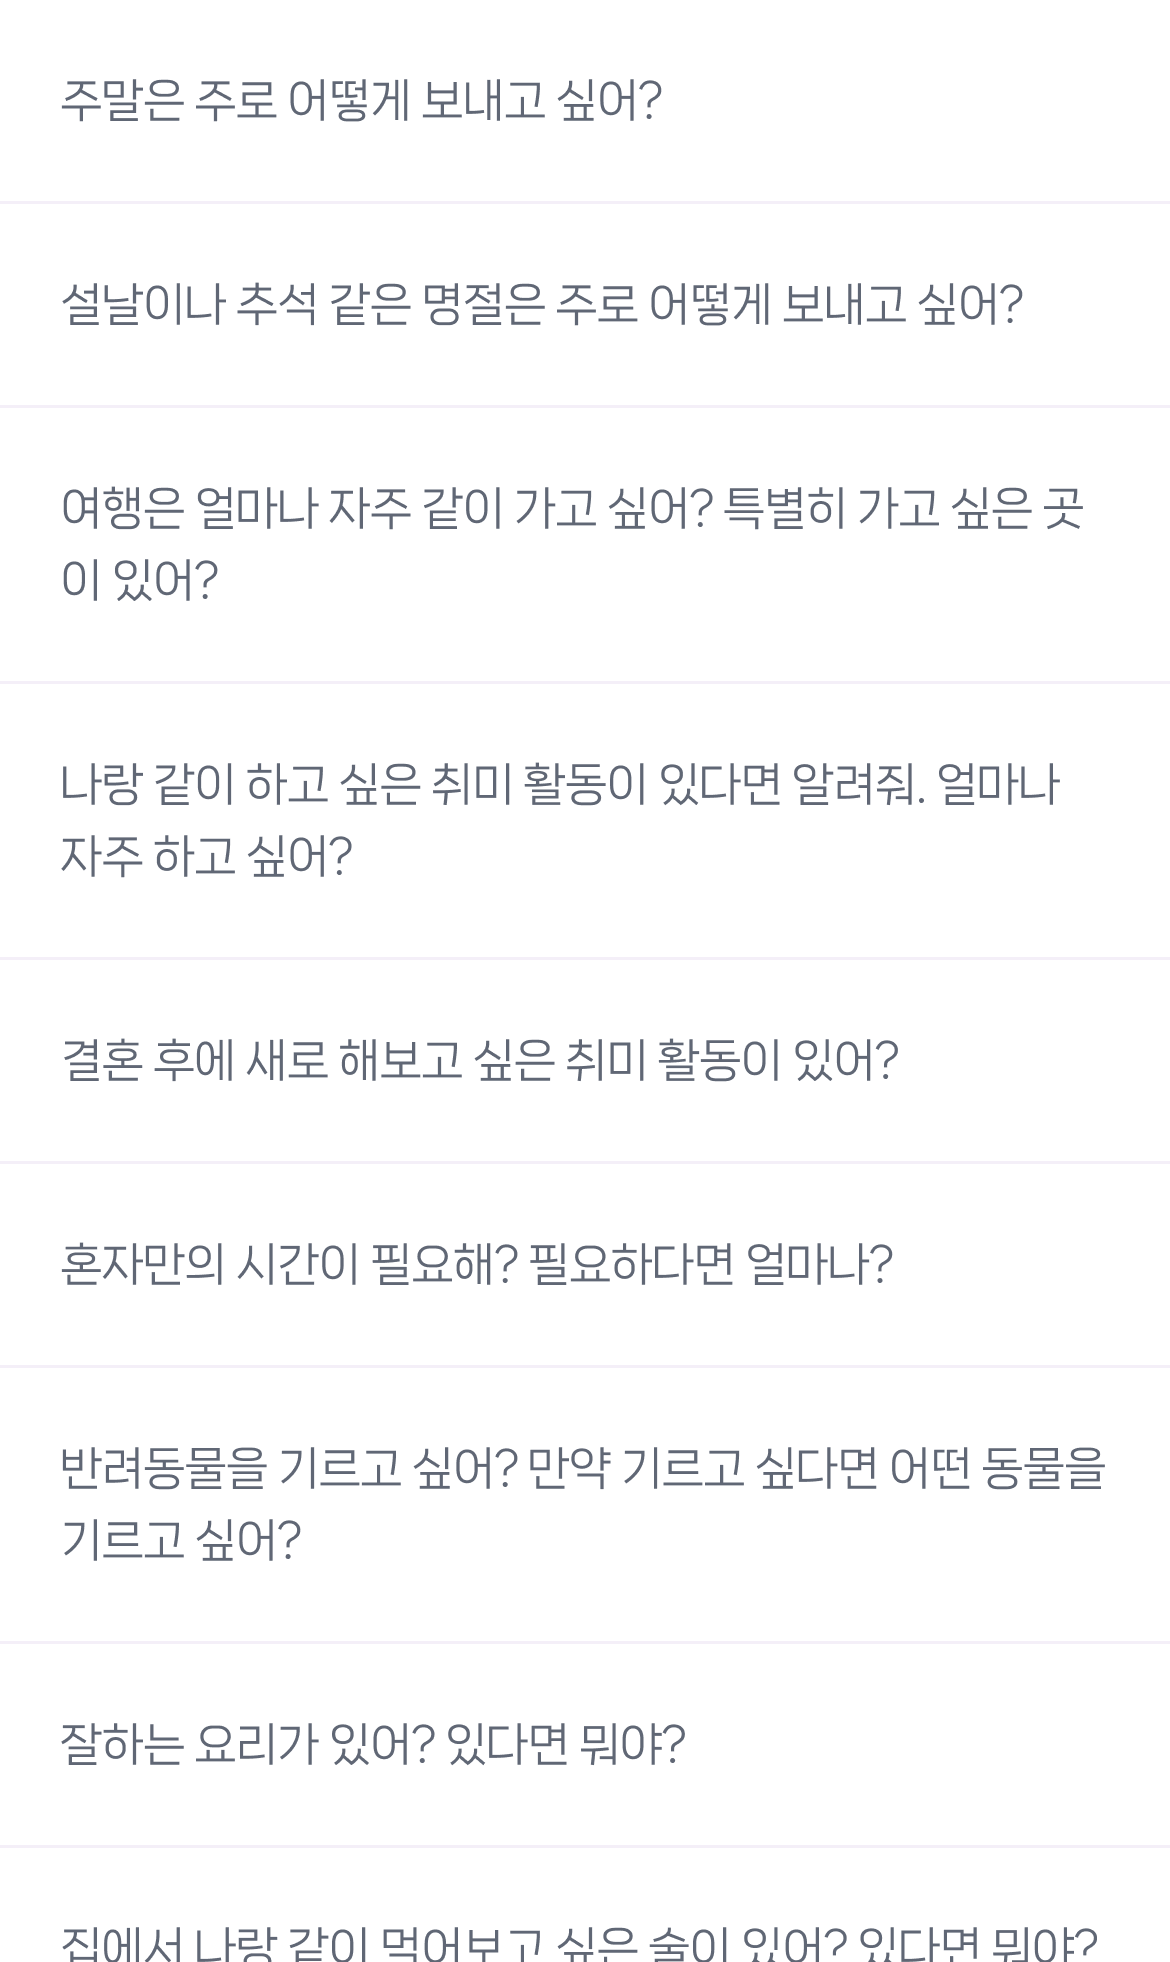 주말은 주로 어떻게 보내고 싶어?
설날이나 추석 같은 명절은 주로 어떻게 보내고 싶어?
여행은 얼마나 자주 같이 가고 싶어? 특별히 가고 싶은 곳
이 있어?
나랑 같이 하고 싶은 취미 활동이 있다면 알려줘. 얼마나
자주 하고 싶어?
결혼 후에 새로 해보고 싶은 취미 활동이 있어?
혼자만의 시간이 필요해? 필요하다면 얼마나?
반려동물을 기르고 싶어? 만약 기르고 싶다면 어떤 동물을
기르고 싶어?
잘하는 요리가 있어? 있다면 뭐야?
집에서 나랑 같이 먹어보고 싶은 술이 있어? 있다면 뭐야?